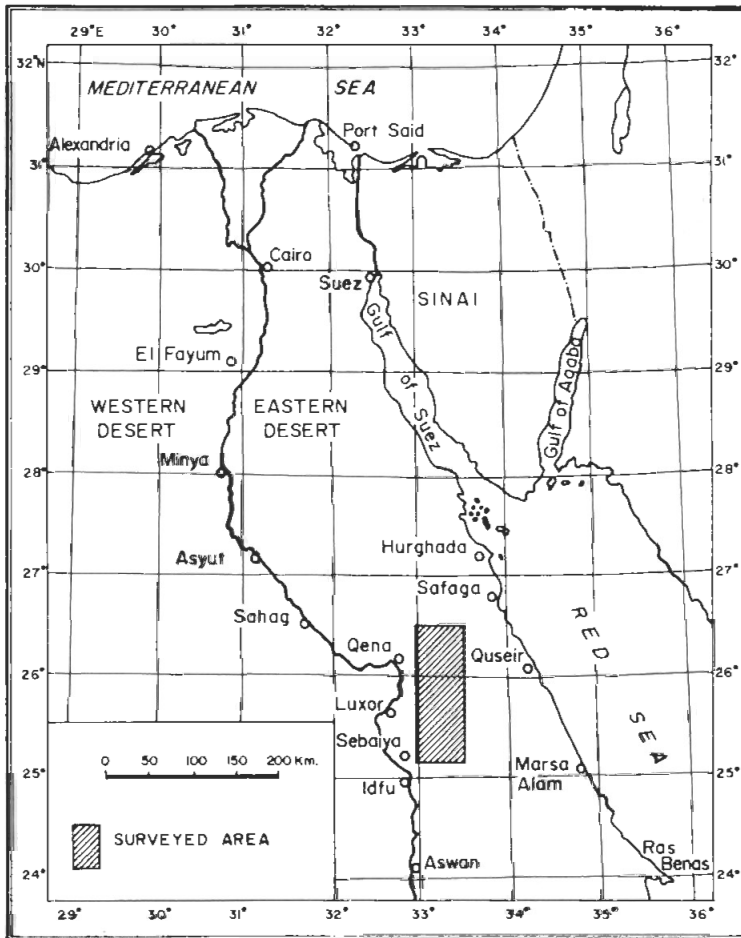 29°E 30° 31° 32° 33° 34° 35° 36°
32°N 32°
MEDITERRANEAN SEA
Alexandria
Port Said
31° 31°
Cairo
30° 30°
Suez
SINAI
Gulf of Suez
Gulf of Aqaba
El Fayum
29° 29°
WESTERN DESERT
EASTERN DESERT
Minya
28° 28°
Hurghada
Asyut
27° 27°
Safaga
Sahag
RED SEA
Qena
Quseir
26° 26°
Luxor
Sebaiya
0 50 100 150 200 Km.
25° 25°
Marsa Alam
Idfu
SURVEYED AREA
Ras Benas
Aswan
24° 24°
29° 30° 31° 32° 33° 34° 35° 36°